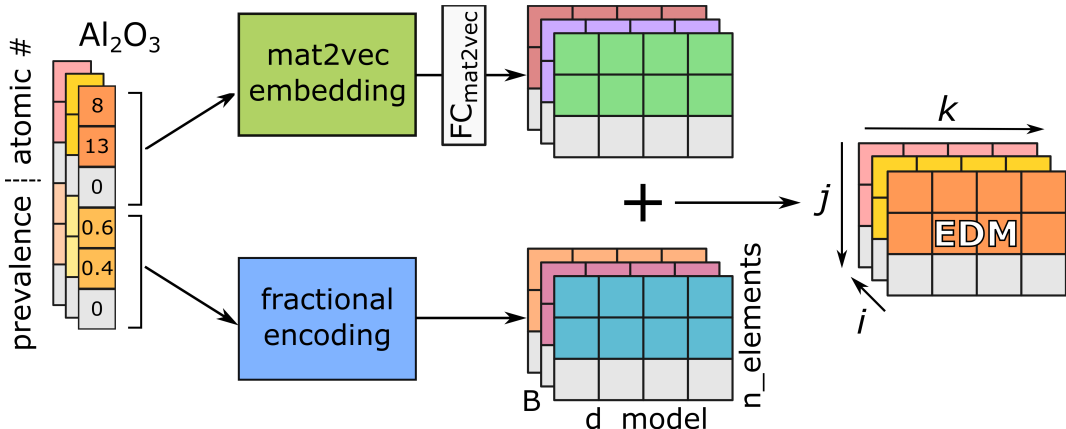 Al₂O₃
atomic #
prevalence
8
13
0
0.6
0.4
0
mat2vec
embedding
FCmat2vec
fractional
encoding
+
B
d model
n_elements
k
j
i
EDM